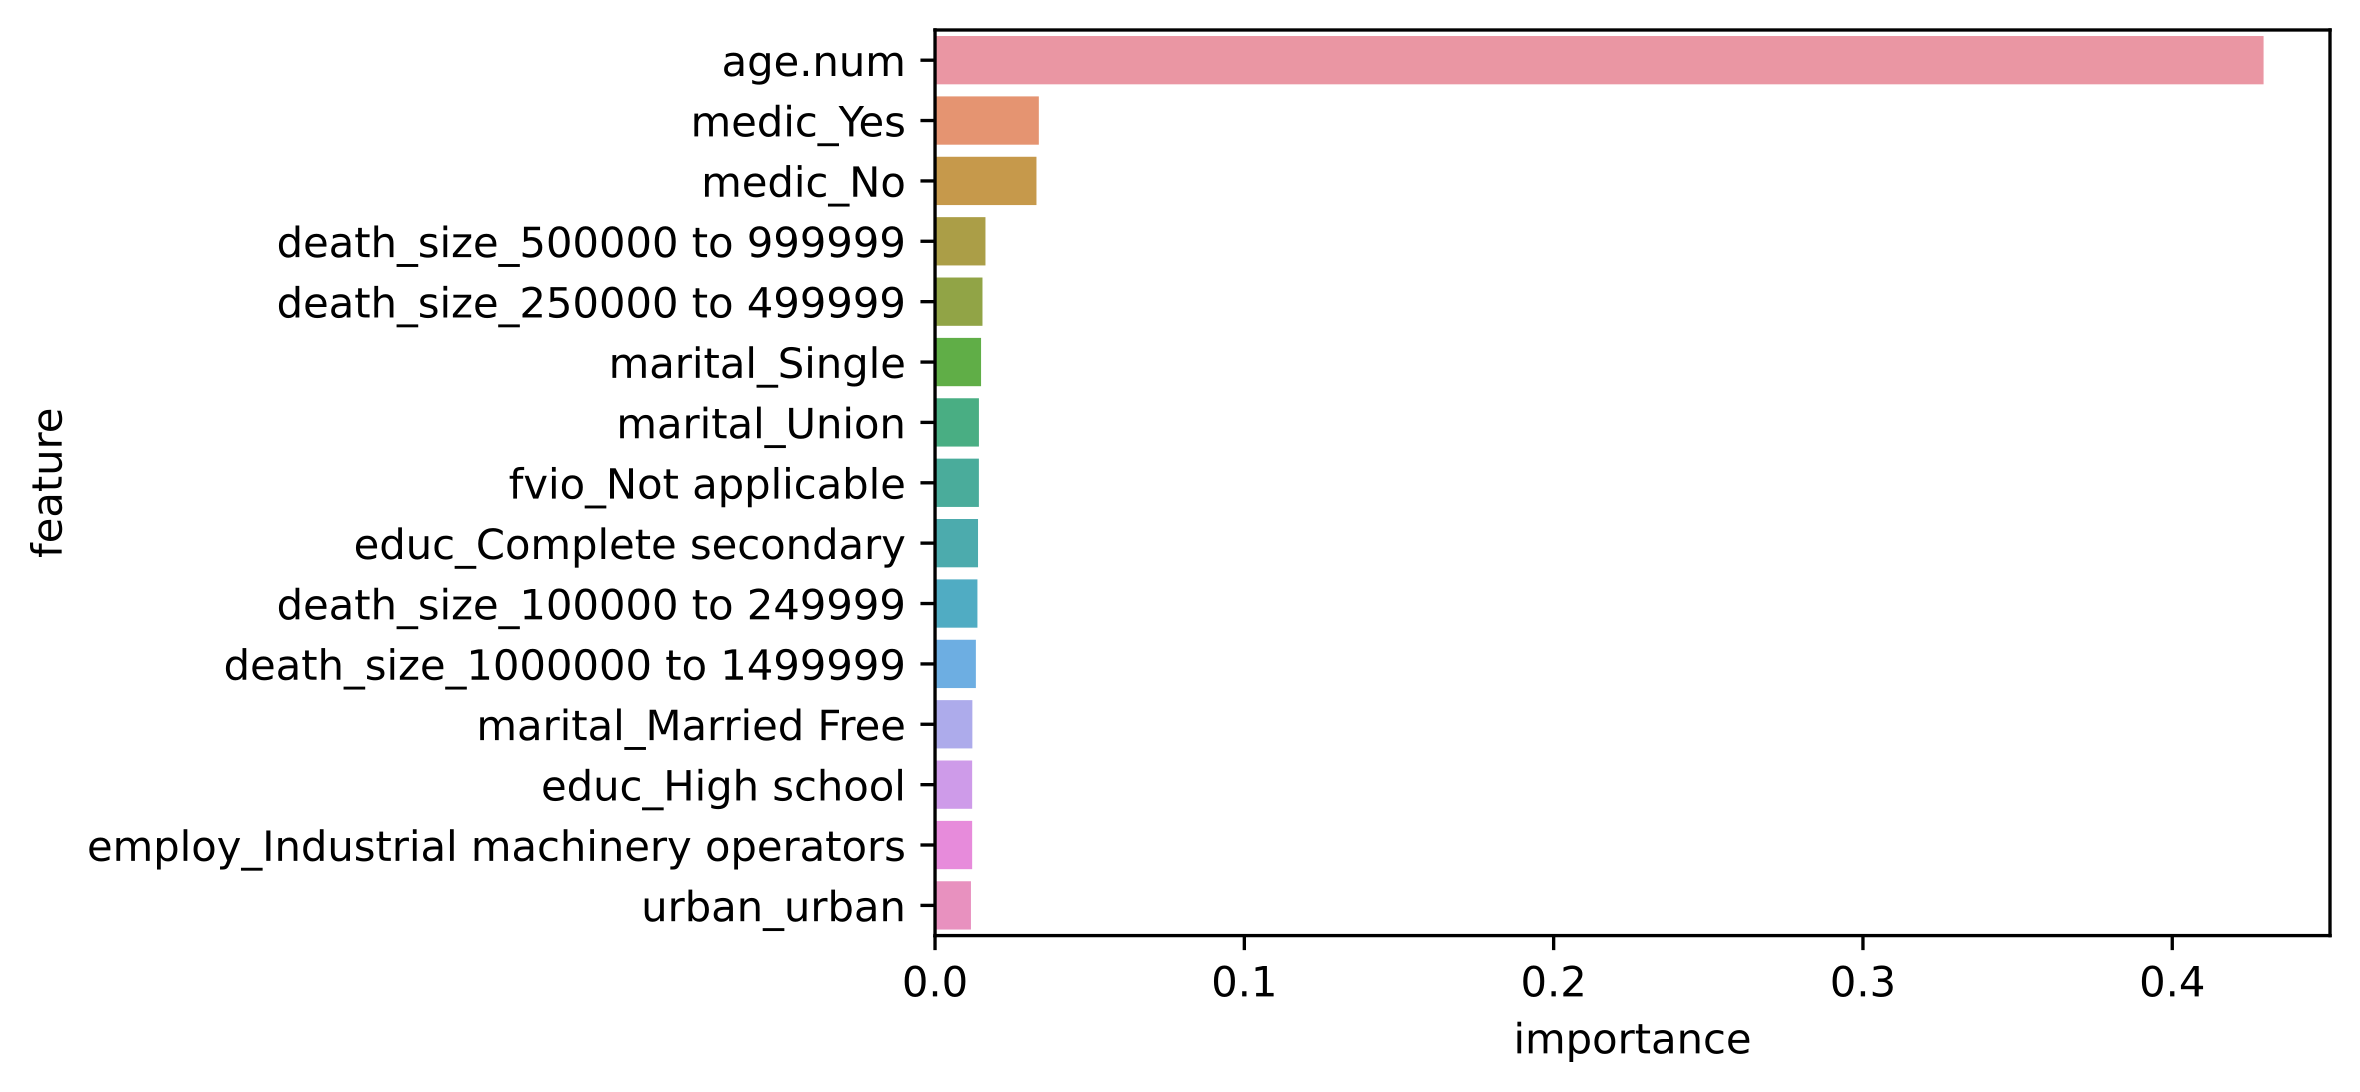 age.num
medic_Yes
medic_No
death_size_500000 to 999999
death_size_250000 to 499999
marital_Single
marital_Union
fvio_Not applicable
educ_Complete secondary
death_size_100000 to 249999
death_size_1000000 to 1499999
marital_Married Free
educ_High school
employ_Industrial machinery operators
urban_urban
feature
0.0 0.1 0.2 0.3 0.4
importance